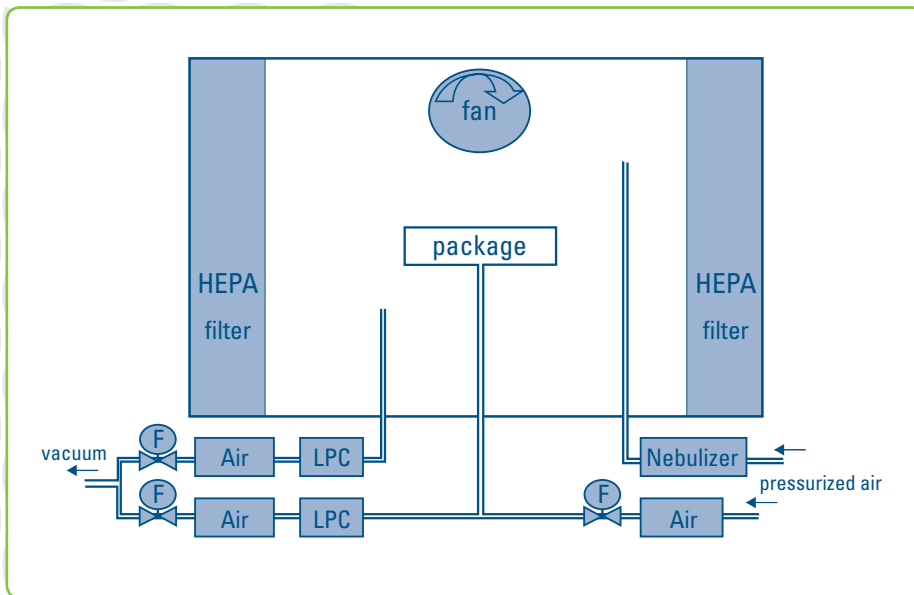 fan
package
HEPA
filter
HEPA
filter
vacuum
F
Air
LPC
Nebulizer
F
Air
LPC
F
Air
pressurized air